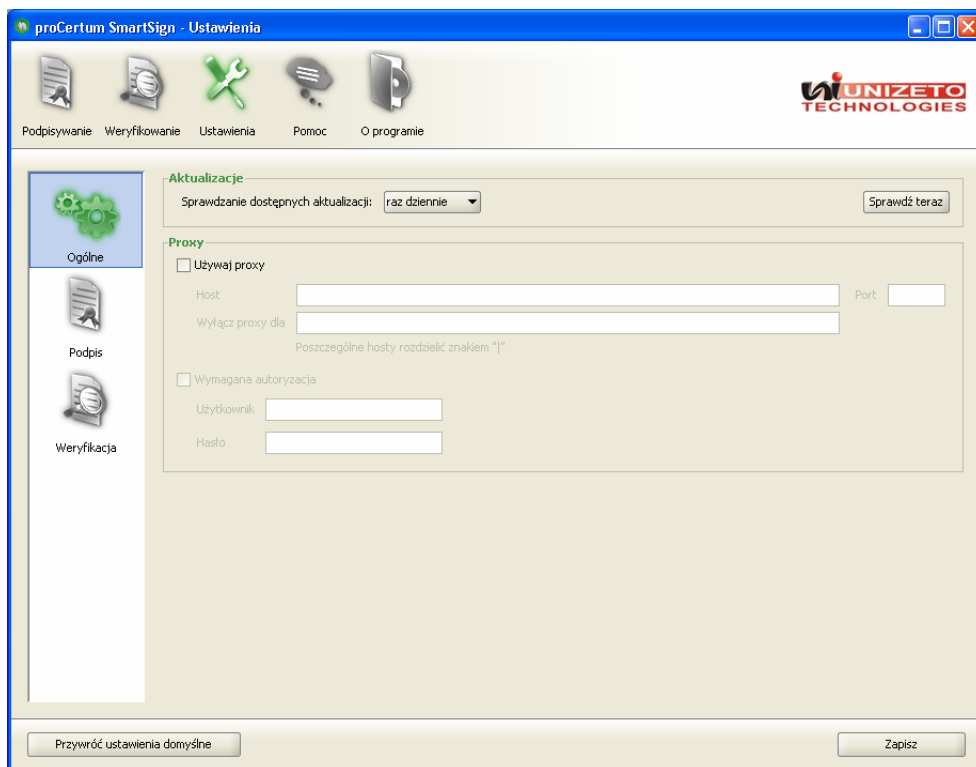 proCertum SmartSign - Ustawienia
Podpisywanie Weryfikowanie Ustawienia Pomoc O programie
UNIZETO
TECHNOLOGIES
Ogólne
Podpis
Weryfikacja
Aktualizacje
Sprawdzanie dostępnych aktualizacji: raz dziennie Sprawdź teraz
Proxy
Używaj proxy
Host Port
Wyłącz proxy dla
Poszczególne hosty rozdzielić znakiem "|"
Wymagana autoryzacja
Użytkownik
Hasło
Przywróć ustawienia domyślne Zapisz